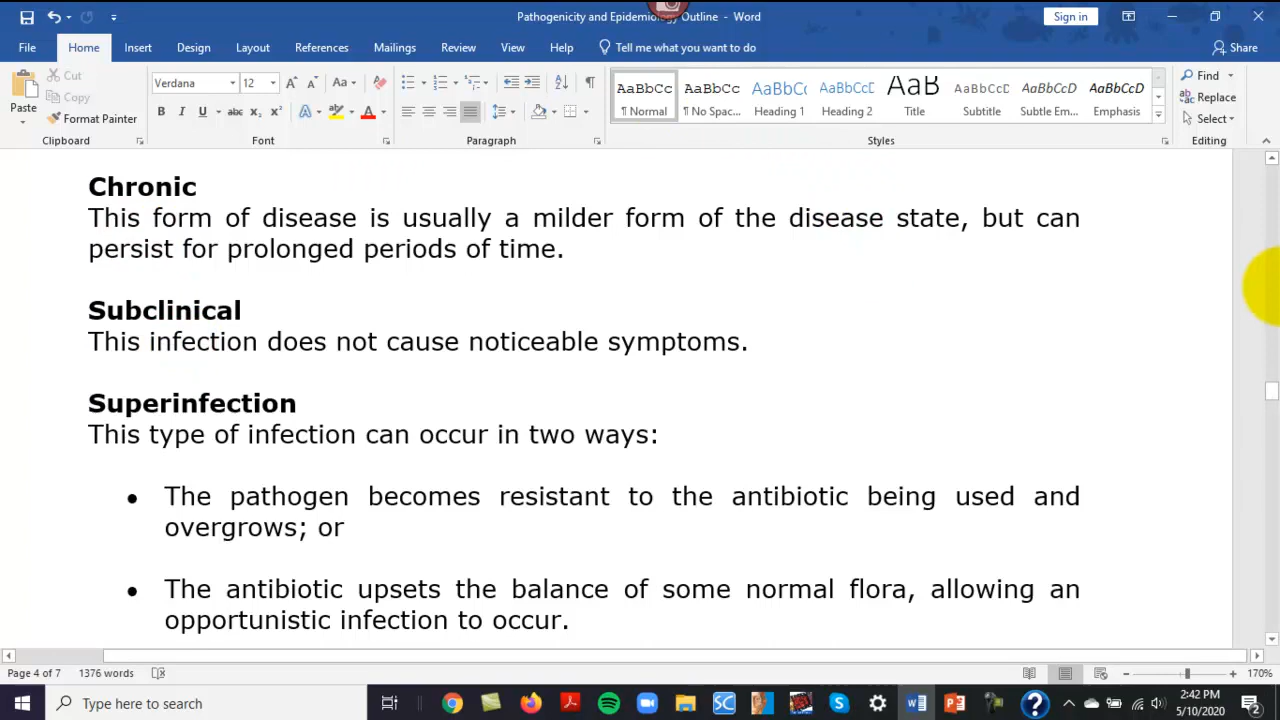 Pathogenicity and Epidemiology Outline - Word
Sign in
File Home Insert Design Layout References Mailings Review View Help Tell me what you want to do Share
Paste
Cut
Copy
Format Painter
Clipboard
Verdana 12
Font
Paragraph
AaBbCc AaBbCc AaBbCc AaBbCcD AaB AaBbCcD AaBbCcD AaBbCcD
¶ Normal ¶ No Spac... Heading 1 Heading 2 Title Subtitle Subtle Em... Emphasis
Styles
Find
Replace
Select
Editing
Chronic
This form of disease is usually a milder form of the disease state, but can
persist for prolonged periods of time.
Subclinical
This infection does not cause noticeable symptoms.
Superinfection
This type of infection can occur in two ways:
• The pathogen becomes resistant to the antibiotic being used and
overgrows; or
• The antibiotic upsets the balance of some normal flora, allowing an
opportunistic infection to occur.
Page 4 of 7 1376 words 170%
Type here to search
2:42 PM
5/10/2020